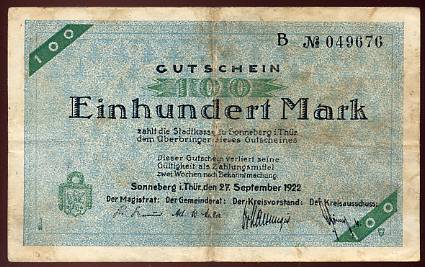 100
B № 049676
GUTSCHEIN
100
Einhundert Mark
zahlt die Stadtkasse zu Sonneberg i. Thür
dem Überbringer dieses Gutscheines
Dieser Gutschein verliert seine
Gültigkeit als Zahlungsmittel
zwei Wochen nach Bekanntmachung.
Sonneberg i. Thür, den 27. September 1922
Der Magistrat: Der Gemeinderat: Der Kreisvorstand: Der Kreisausschuss:
100